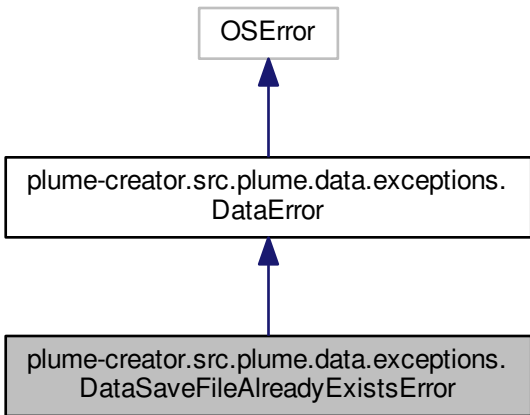 OSError
plume-creator.src.plume.data.exceptions.
DataError
plume-creator.src.plume.data.exceptions.
DataSaveFileAlreadyExistsError